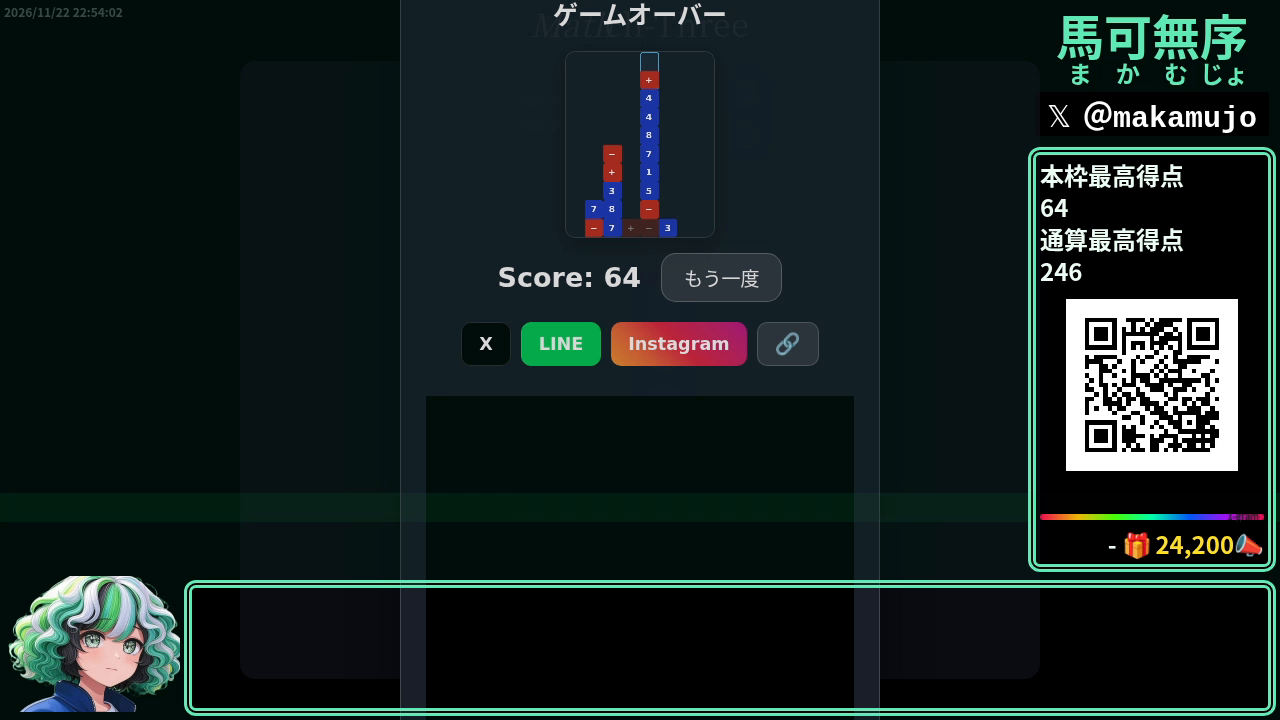 2026/11/22 22:54:02
ゲームオーバー
Match-Three
+
4
4
8
− 7
+ 1
3 5
7 8 −
− 7 + − 3
Score: 64
もう一度
X
LINE
Instagram
🔗
馬可無序
ま か む じょ
𝕏 @makamujo
本枠最高得点
64
通算最高得点
246
- 🎁24,200📣